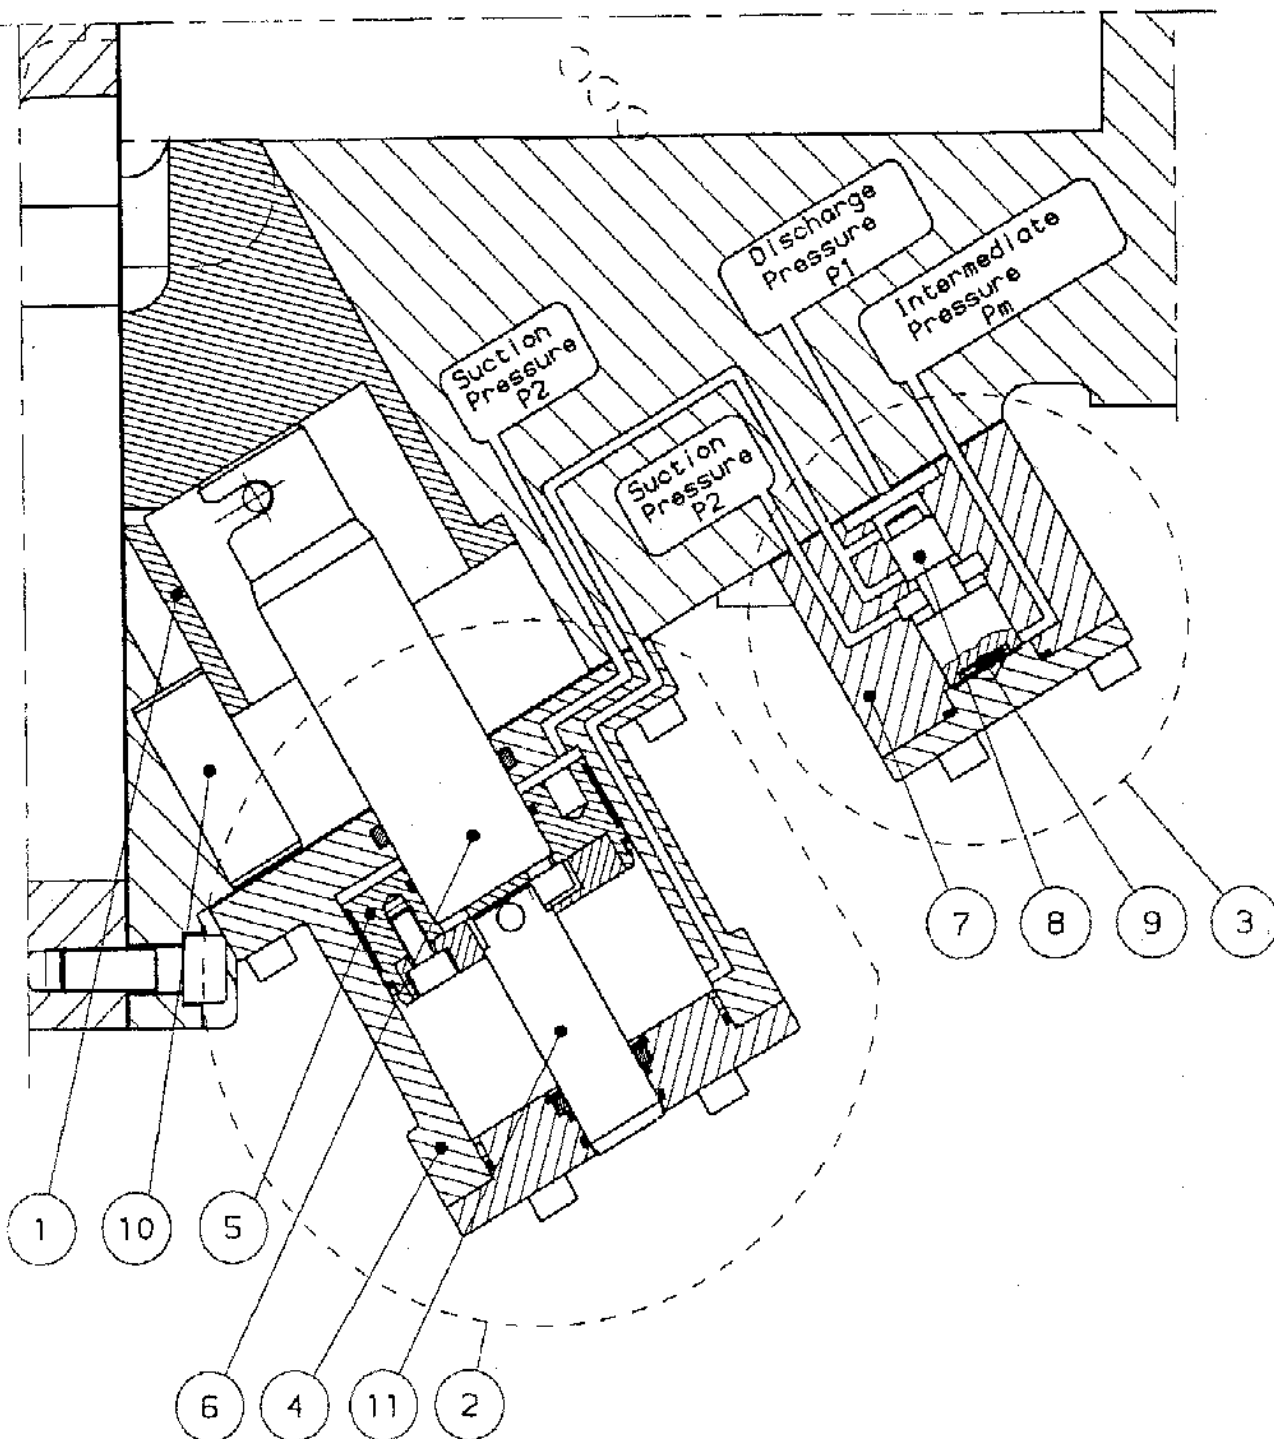 Discharge
Pressure
P1
Intermediate
Pressure
Pm
Suction
Pressure
P2
Suction
Pressure
P2
7
8
9
3
1
10
5
6
4
11
2